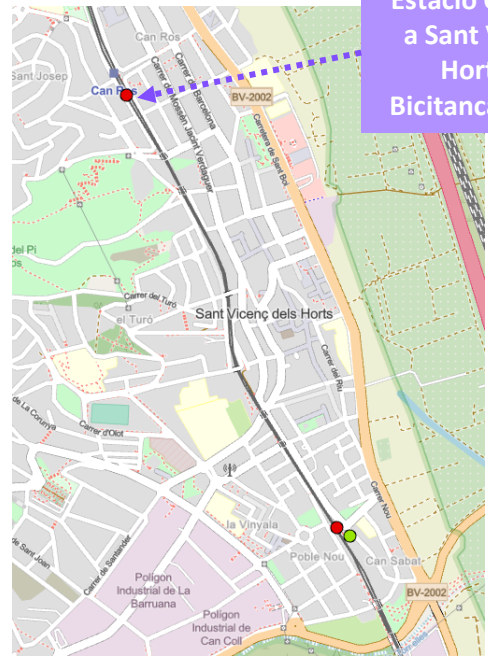 a Sant
Bicitanc
Can Ros
Sant Josep
Can Ros
BV-2002
Carrer de Barcelona
Carrer de Mossèn Jacint Verdaguer
Carretera de Sant Boi
del Pi
Carrer del Turó
el Turó
Sant Vicenç dels Horts
Carrer del Riu
de La Corunya
Carrer d'Olot
Carrer Nou
la Vinyala
Poble Nou
Can Sabat
de Sant Joan
Carrer de Santander
Polígon
Industrial de La
Barruana
BV-2002
Polígon
Industrial de
Can Coll